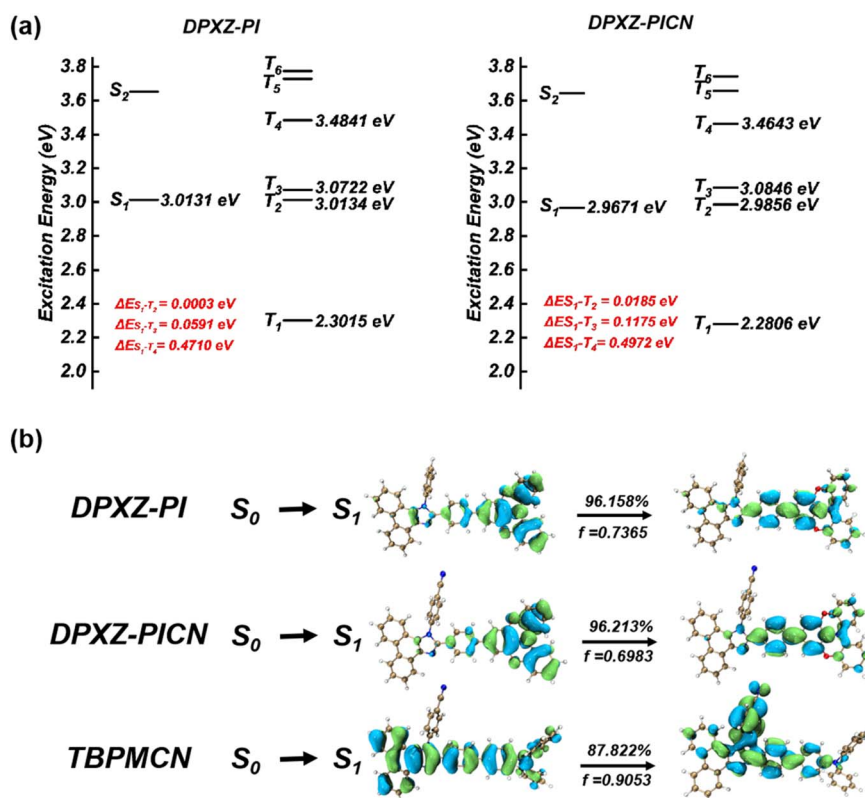 (a)
DPXZ-PI
DPXZ-PICN
Excitation Energy (eV)
3.8
3.6
3.4
3.2
3.0
2.8
2.6
2.4
2.2
2.0
S2
S1 3.0131 eV
T6
T5
T4 3.4841 eV
T3 3.0722 eV
T2 3.0134 eV
T1 2.3015 eV
ΔES1-T2 = 0.0003 eV
ΔES1-T3 = 0.0591 eV
ΔES1-T4 = 0.4710 eV
Excitation Energy (eV)
3.8
3.6
3.4
3.2
3.0
2.8
2.6
2.4
2.2
2.0
S2
S1 2.9671 eV
T6
T5
T4 3.4643 eV
T3 3.0846 eV
T2 2.9856 eV
T1 2.2806 eV
ΔES1-T2 = 0.0185 eV
ΔES1-T3 = 0.1175 eV
ΔES1-T4= 0.4972 eV
(b)
DPXZ-PI S0 → S1 96.158%
f =0.7365
DPXZ-PICN S0 → S1 96.213%
f =0.6983
TBPMCN S0 → S1 87.822%
f =0.9053